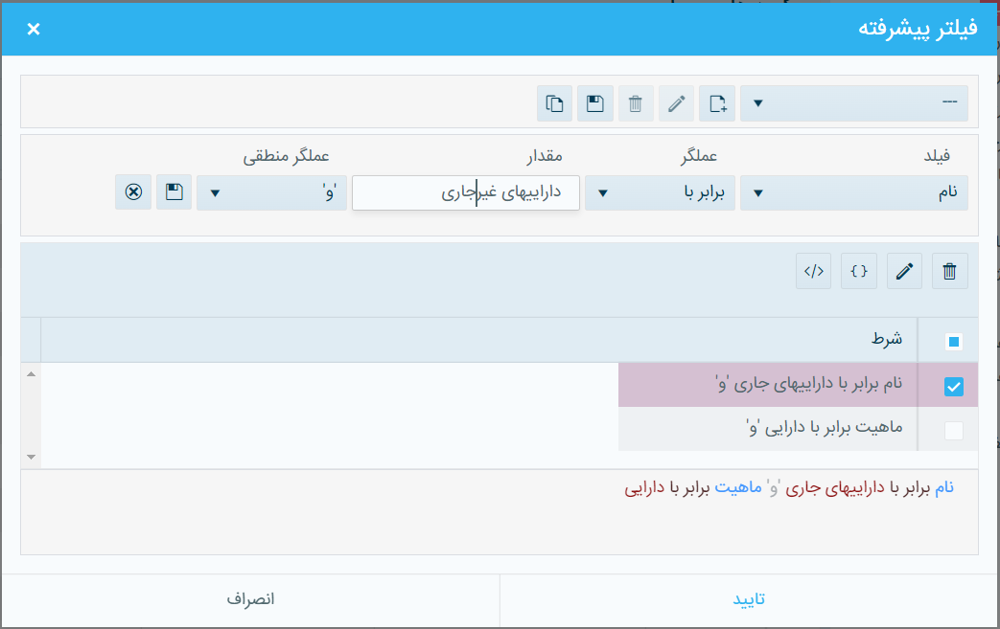 فیلتر پیشرفته
---
فیلد عملگر مقدار عملگر منطقی
نام برابر با داراییهای غیرجاری 'و'
{ } </>
شرط
نام برابر با داراییهای جاری 'و'
ماهیت برابر با دارایی 'و'
نام برابر با داراییهای جاری 'و' ماهیت برابر با دارایی
تایید انصراف